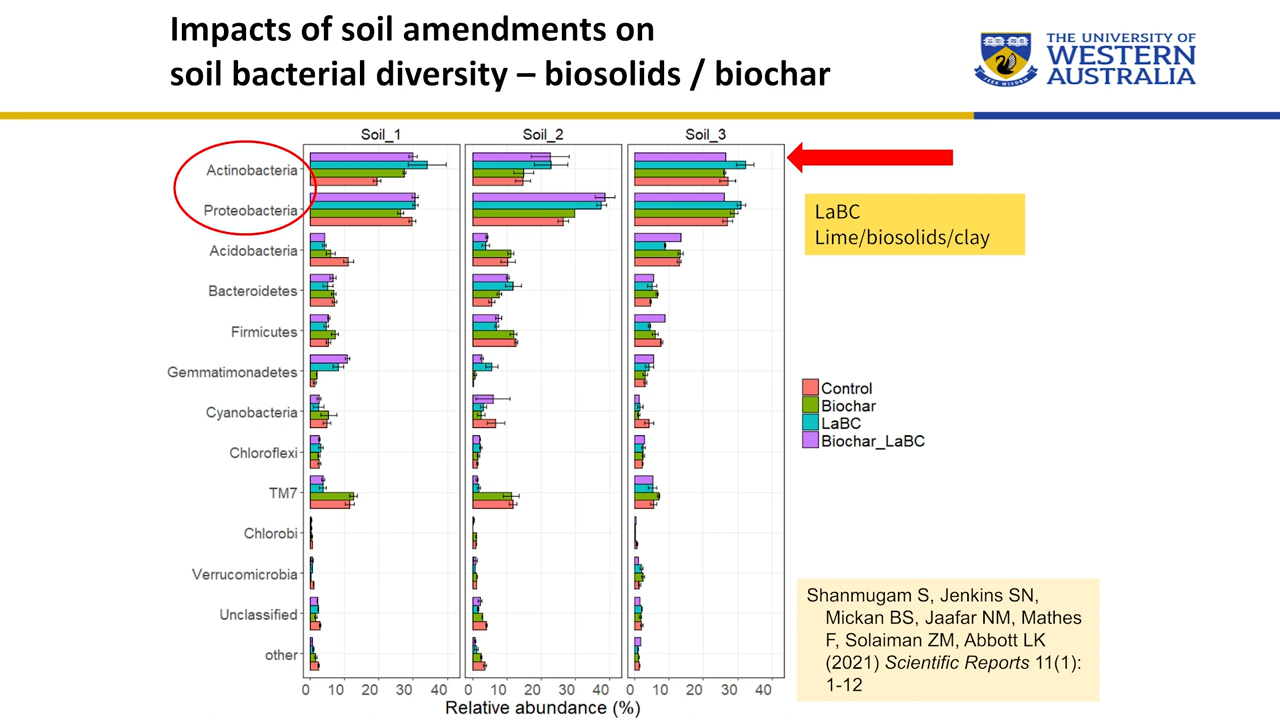 Impacts of soil amendments on
soil bacterial diversity – biosolids / biochar
THE UNIVERSITY OF
WESTERN
AUSTRALIA
Soil_1 Soil_2 Soil_3
Actinobacteria
Proteobacteria
Acidobacteria
Bacteroidetes
Firmicutes
Gemmatimonadetes
Cyanobacteria
Chloroflexi
TM7
Chlorobi
Verrucomicrobia
Unclassified
other
0 10 20 30 40 0 10 20 30 40 0 10 20 30 40
Relative abundance (%)
LaBC
Lime/biosolids/clay
Control
Biochar
LaBC
Biochar_LaBC
Shanmugam S, Jenkins SN,
Mickan BS, Jaafar NM, Mathes
F, Solaiman ZM, Abbott LK
(2021) Scientific Reports 11(1):
1-12